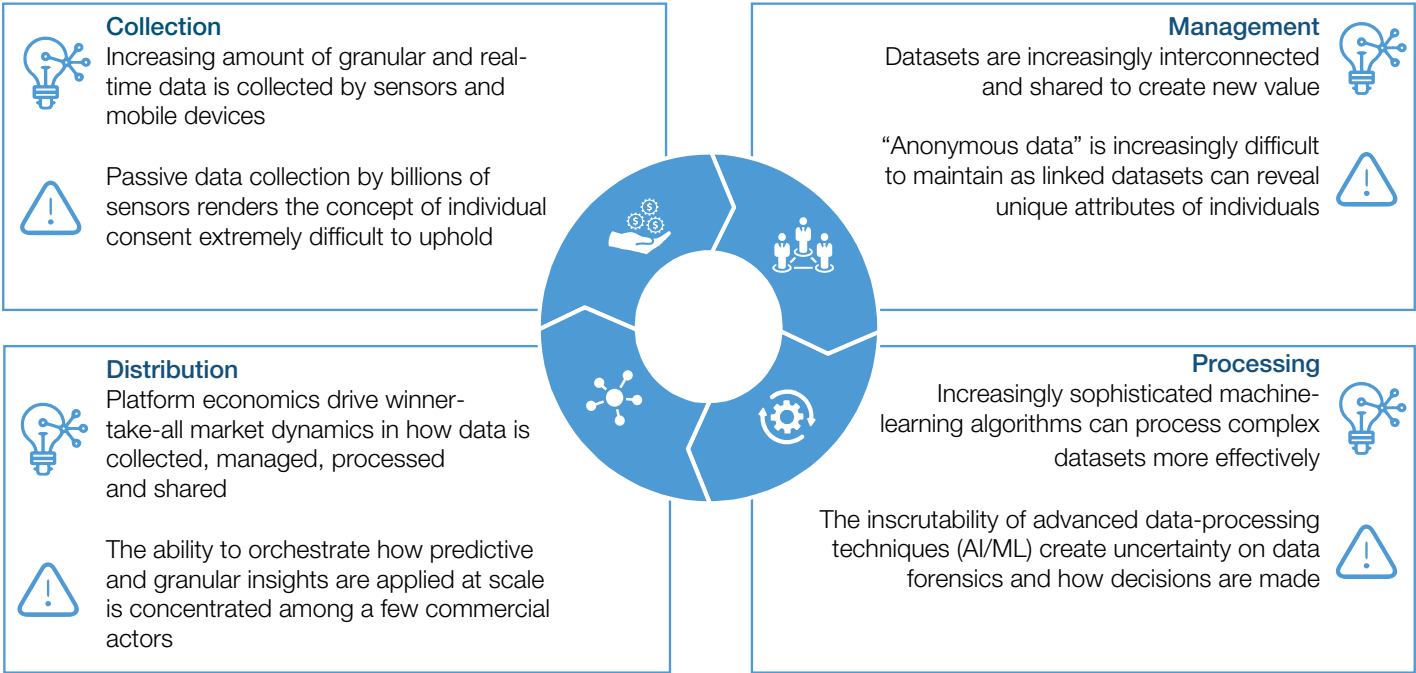 Collection
Increasing amount of granular and real-
time data is collected by sensors and
mobile devices
Passive data collection by billions of
sensors renders the concept of individual
consent extremely difficult to uphold
Management
Datasets are increasingly interconnected
and shared to create new value
“Anonymous data” is increasingly difficult
to maintain as linked datasets can reveal
unique attributes of individuals
Distribution
Platform economics drive winner-
take-all market dynamics in how data is
collected, managed, processed
and shared
The ability to orchestrate how predictive
and granular insights are applied at scale
is concentrated among a few commercial
actors
Processing
Increasingly sophisticated machine-
learning algorithms can process complex
datasets more effectively
The inscrutability of advanced data-processing
techniques (AI/ML) create uncertainty on data
forensics and how decisions are made